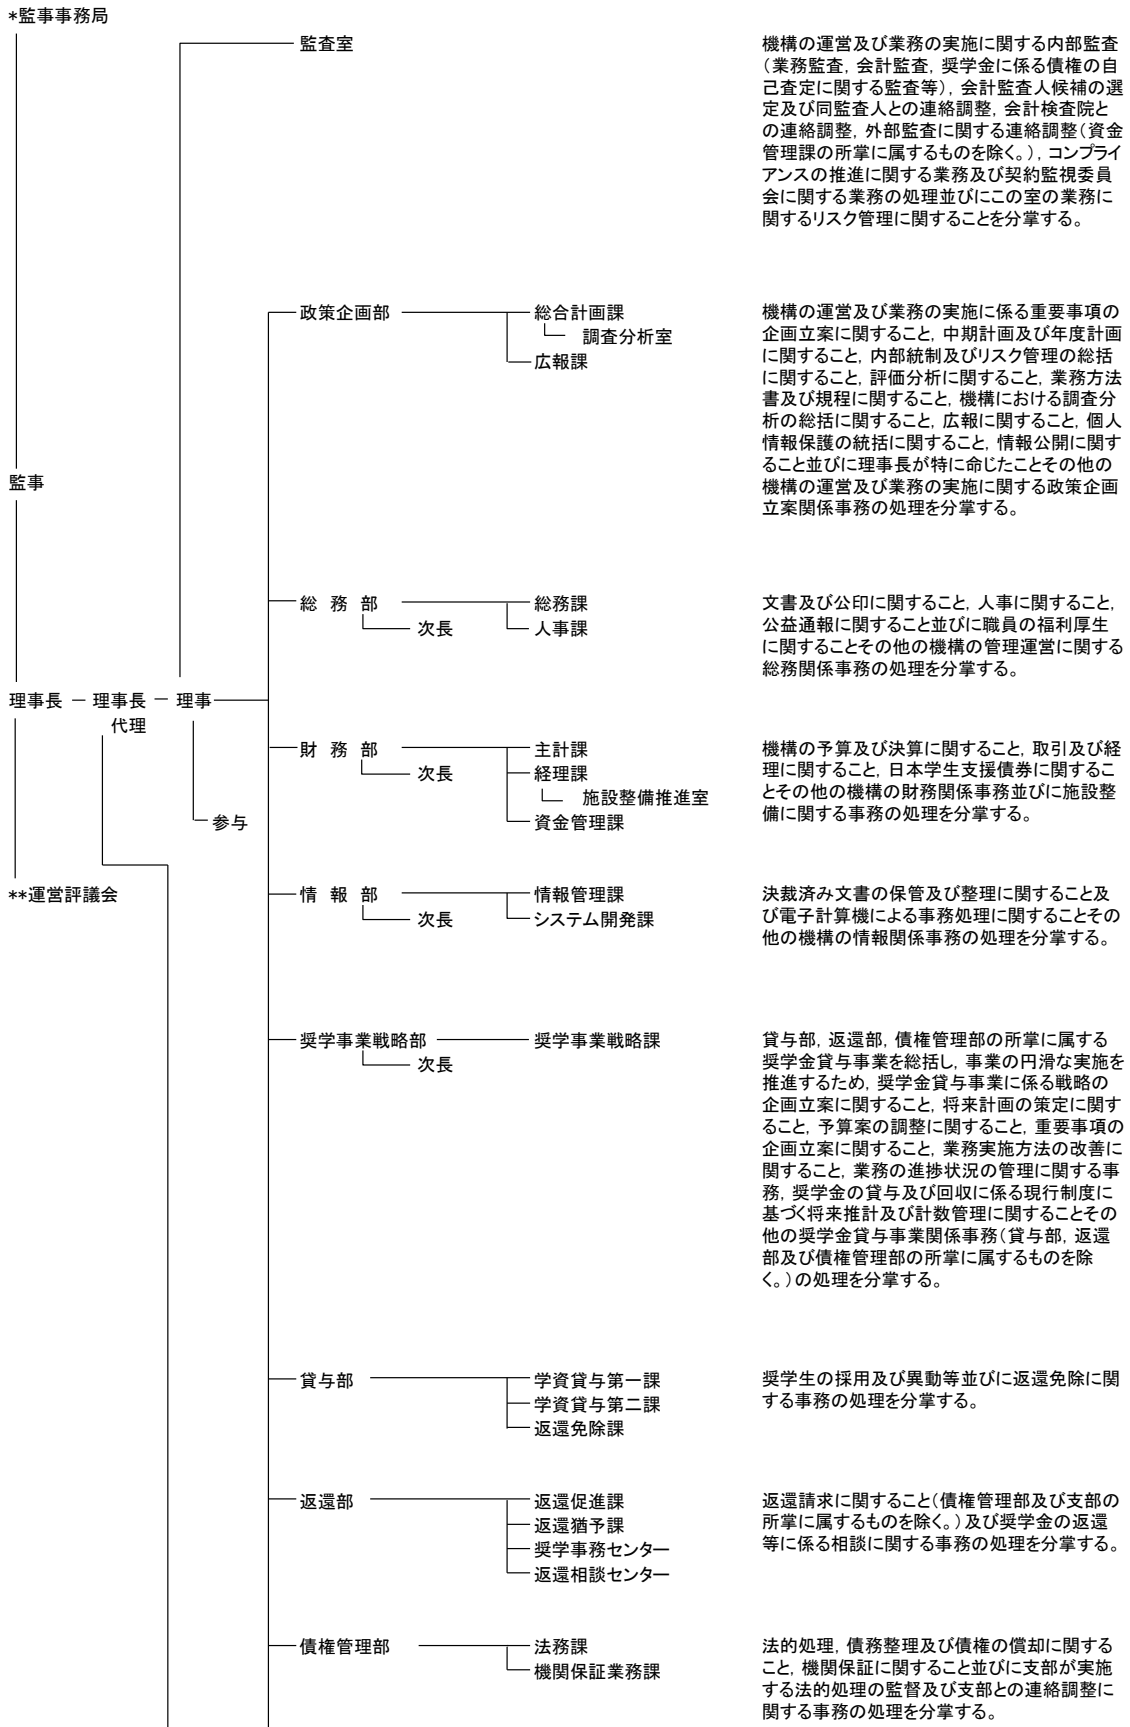 *監事事務局
監査室
機構の運営及び業務の実施に関する内部監査
（業務監査，会計監査，奨学金に係る債権の自
己査定に関する監査等），会計監査人候補の選
定及び同監査人との連絡調整，会計検査院と
の連絡調整，外部監査に関する連絡調整（資金
管理課の所掌に属するものを除く。），コンプライ
アンスの推進に関する業務及び契約監視委員
会に関する業務の処理並びにこの室の業務に
関するリスク管理に関することを分掌する。
政策企画部
総合計画課
調査分析室
広報課
機構の運営及び業務の実施に係る重要事項の
企画立案に関すること，中期計画及び年度計画
に関すること，内部統制及びリスク管理の総括
に関すること，評価分析に関すること，業務方法
書及び規程に関すること，機構における調査分
析の総括に関すること，広報に関すること，個人
情報保護の統括に関すること，情報公開に関す
ること並びに理事長が特に命じたことその他の
機構の運営及び業務の実施に関する政策企画
立案関係事務の処理を分掌する。
監事
総 務 部
次長
総務課
人事課
文書及び公印に関すること，人事に関すること，
公益通報に関すること並びに職員の福利厚生
に関することその他の機構の管理運営に関する
総務関係事務の処理を分掌する。
理事長 － 理事長 － 理事
代理
財 務 部
次長
主計課
経理課
施設整備推進室
資金管理課
機構の予算及び決算に関すること，取引及び経
理に関すること，日本学生支援債券に関するこ
とその他の機構の財務関係事務並びに施設整
備に関する事務の処理を分掌する。
参与
**運営評議会
情 報 部
次長
情報管理課
システム開発課
決裁済み文書の保管及び整理に関すること及
び電子計算機による事務処理に関することその
他の機構の情報関係事務の処理を分掌する。
奨学事業戦略部
次長
奨学事業戦略課
貸与部，返還部，債権管理部の所掌に属する
奨学金貸与事業を総括し，事業の円滑な実施を
推進するため，奨学金貸与事業に係る戦略の
企画立案に関すること，将来計画の策定に関す
ること，予算案の調整に関すること，重要事項の
企画立案に関すること，業務実施方法の改善に
関すること，業務の進捗状況の管理に関する事
務，奨学金の貸与及び回収に係る現行制度に
基づく将来推計及び計数管理に関することその
他の奨学金貸与事業関係事務（貸与部，返還
部及び債権管理部の所掌に属するものを除
く。）の処理を分掌する。
貸与部
学資貸与第一課
学資貸与第二課
返還免除課
奨学生の採用及び異動等並びに返還免除に関
する事務の処理を分掌する。
返還部
返還促進課
返還猶予課
奨学事務センター
返還相談センター
返還請求に関すること（債権管理部及び支部の
所掌に属するものを除く。）及び奨学金の返還
等に係る相談に関する事務の処理を分掌する。
債権管理部
法務課
機関保証業務課
法的処理，債務整理及び債権の償却に関する
こと，機関保証に関すること並びに支部が実施
する法的処理の監督及び支部との連絡調整に
関する事務の処理を分掌する。